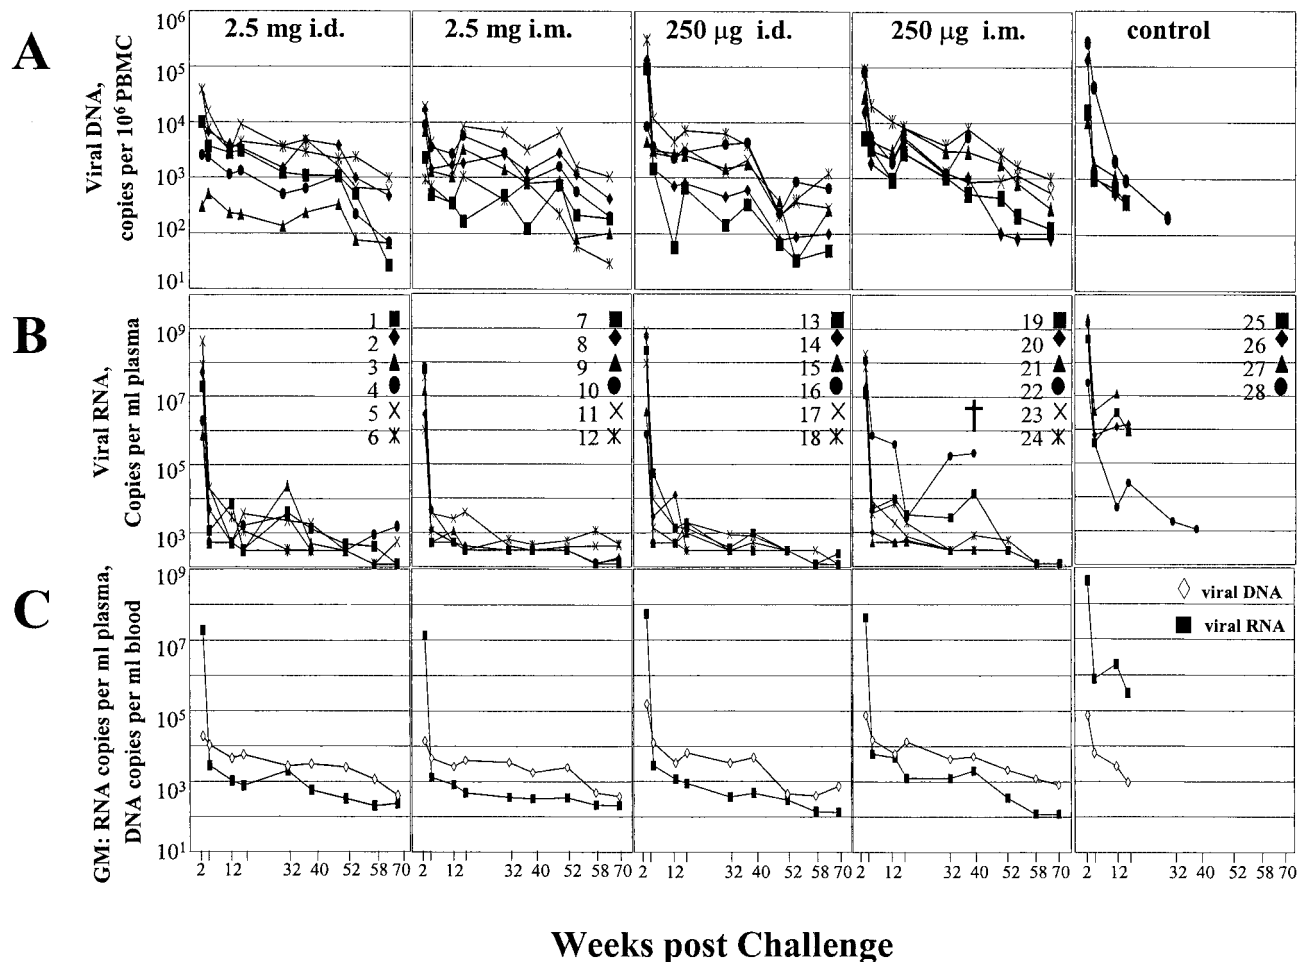 A
Viral DNA,
copies per 10⁶ PBMC
10⁶
10⁵
10⁴
10³
10²
10¹
2.5 mg i.d.
2.5 mg i.m.
250 µg i.d.
250 µg i.m.
control
B
Viral RNA,
Copies per ml plasma
10⁹
10⁷
10⁵
10³
1
2
3
4
5
6
7
8
9
10
11
12
13
14
15
16
17
18
19
20
21
22
23
24
25
26
27
28
C
GM: RNA copies per ml plasma,
DNA copies per ml blood
10⁹
10⁷
10⁵
10³
10¹
viral DNA
viral RNA
2 12 32 40 52 58 70
2 12 32 40 52 58 70
2 12 32 40 52 58 70
2 12 32 40 52 58 70
2 12 32 40 52 58 70
Weeks post Challenge